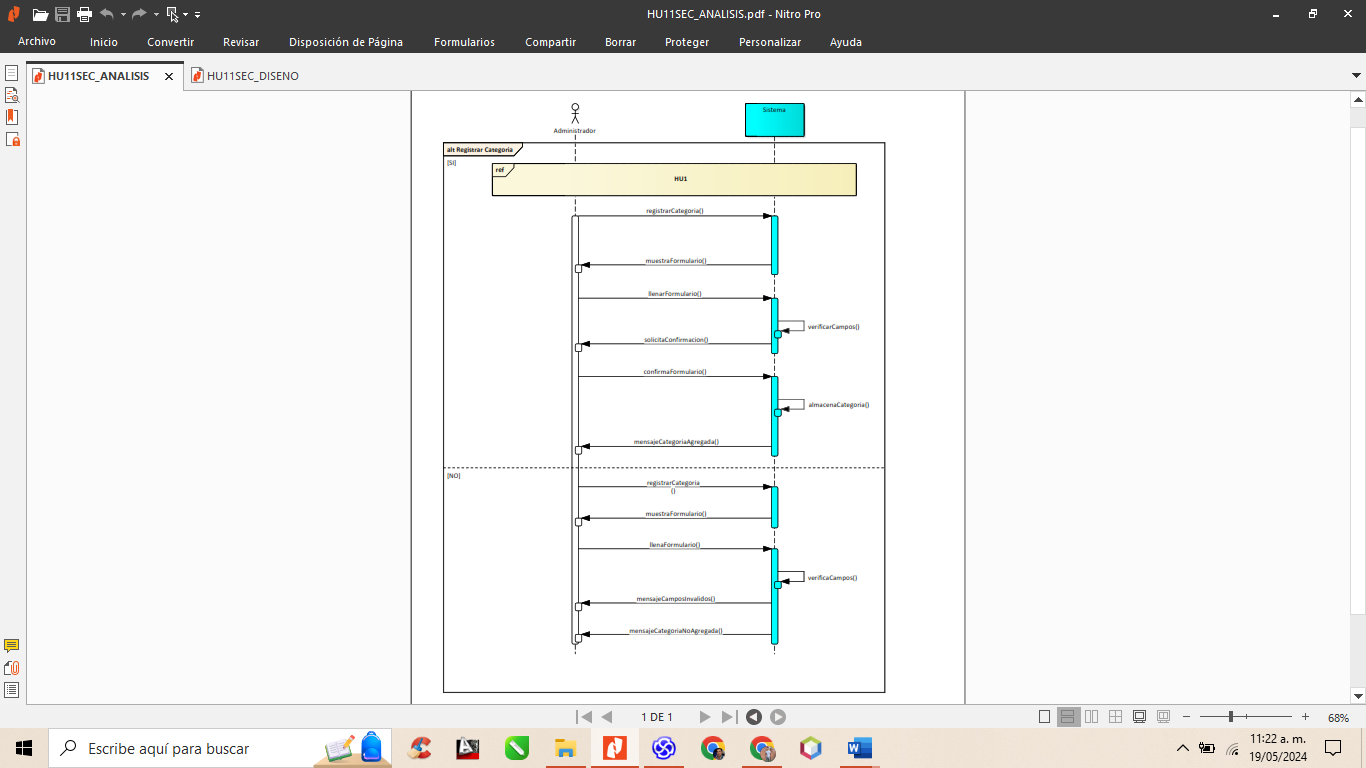 HU11SEC_ANALISIS.pdf - Nitro Pro
Archivo Inicio Convertir Revisar Disposición de Página Formularios Compartir Borrar Proteger Personalizar Ayuda
HU11SEC_ANALISIS HU11SEC_DISENO
Sistema
Administrador
alt Registrar Categoria
[SI]
ref
HU1
registrarCategoria()
muestraFormulario()
llenarFormulario()
verificarCampos()
solicitaConfirmacion()
confirmaFormulario()
almacenaCategoria()
mensajeCategoriaAgregada()
[NO]
registrarCategoria
()
muestraFormulario()
llenaFormulario()
verificaCampos()
mensajeCamposInvalidos()
mensajeCategoriaNoAgregada()
1 DE 1
68%
Escribe aquí para buscar
11:22 a. m.
19/05/2024